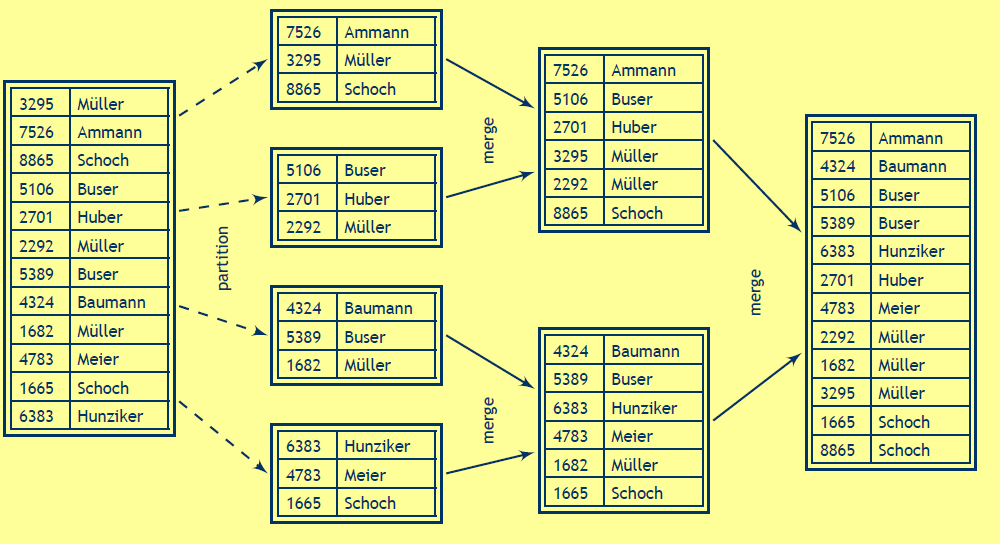 3295 Müller
7526 Ammann
8865 Schoch
5106 Buser
2701 Huber
2292 Müller
5389 Buser
4324 Baumann
1682 Müller
4783 Meier
1665 Schoch
6383 Hunziker
partition
7526 Ammann
3295 Müller
8865 Schoch
5106 Buser
2701 Huber
2292 Müller
4324 Baumann
5389 Buser
1682 Müller
6383 Hunziker
4783 Meier
1665 Schoch
merge
merge
7526 Ammann
5106 Buser
2701 Huber
3295 Müller
2292 Müller
8865 Schoch
4324 Baumann
5389 Buser
6383 Hunziker
4783 Meier
1682 Müller
1665 Schoch
merge
7526 Ammann
4324 Baumann
5106 Buser
5389 Buser
6383 Hunziker
2701 Huber
4783 Meier
2292 Müller
1682 Müller
3295 Müller
1665 Schoch
8865 Schoch